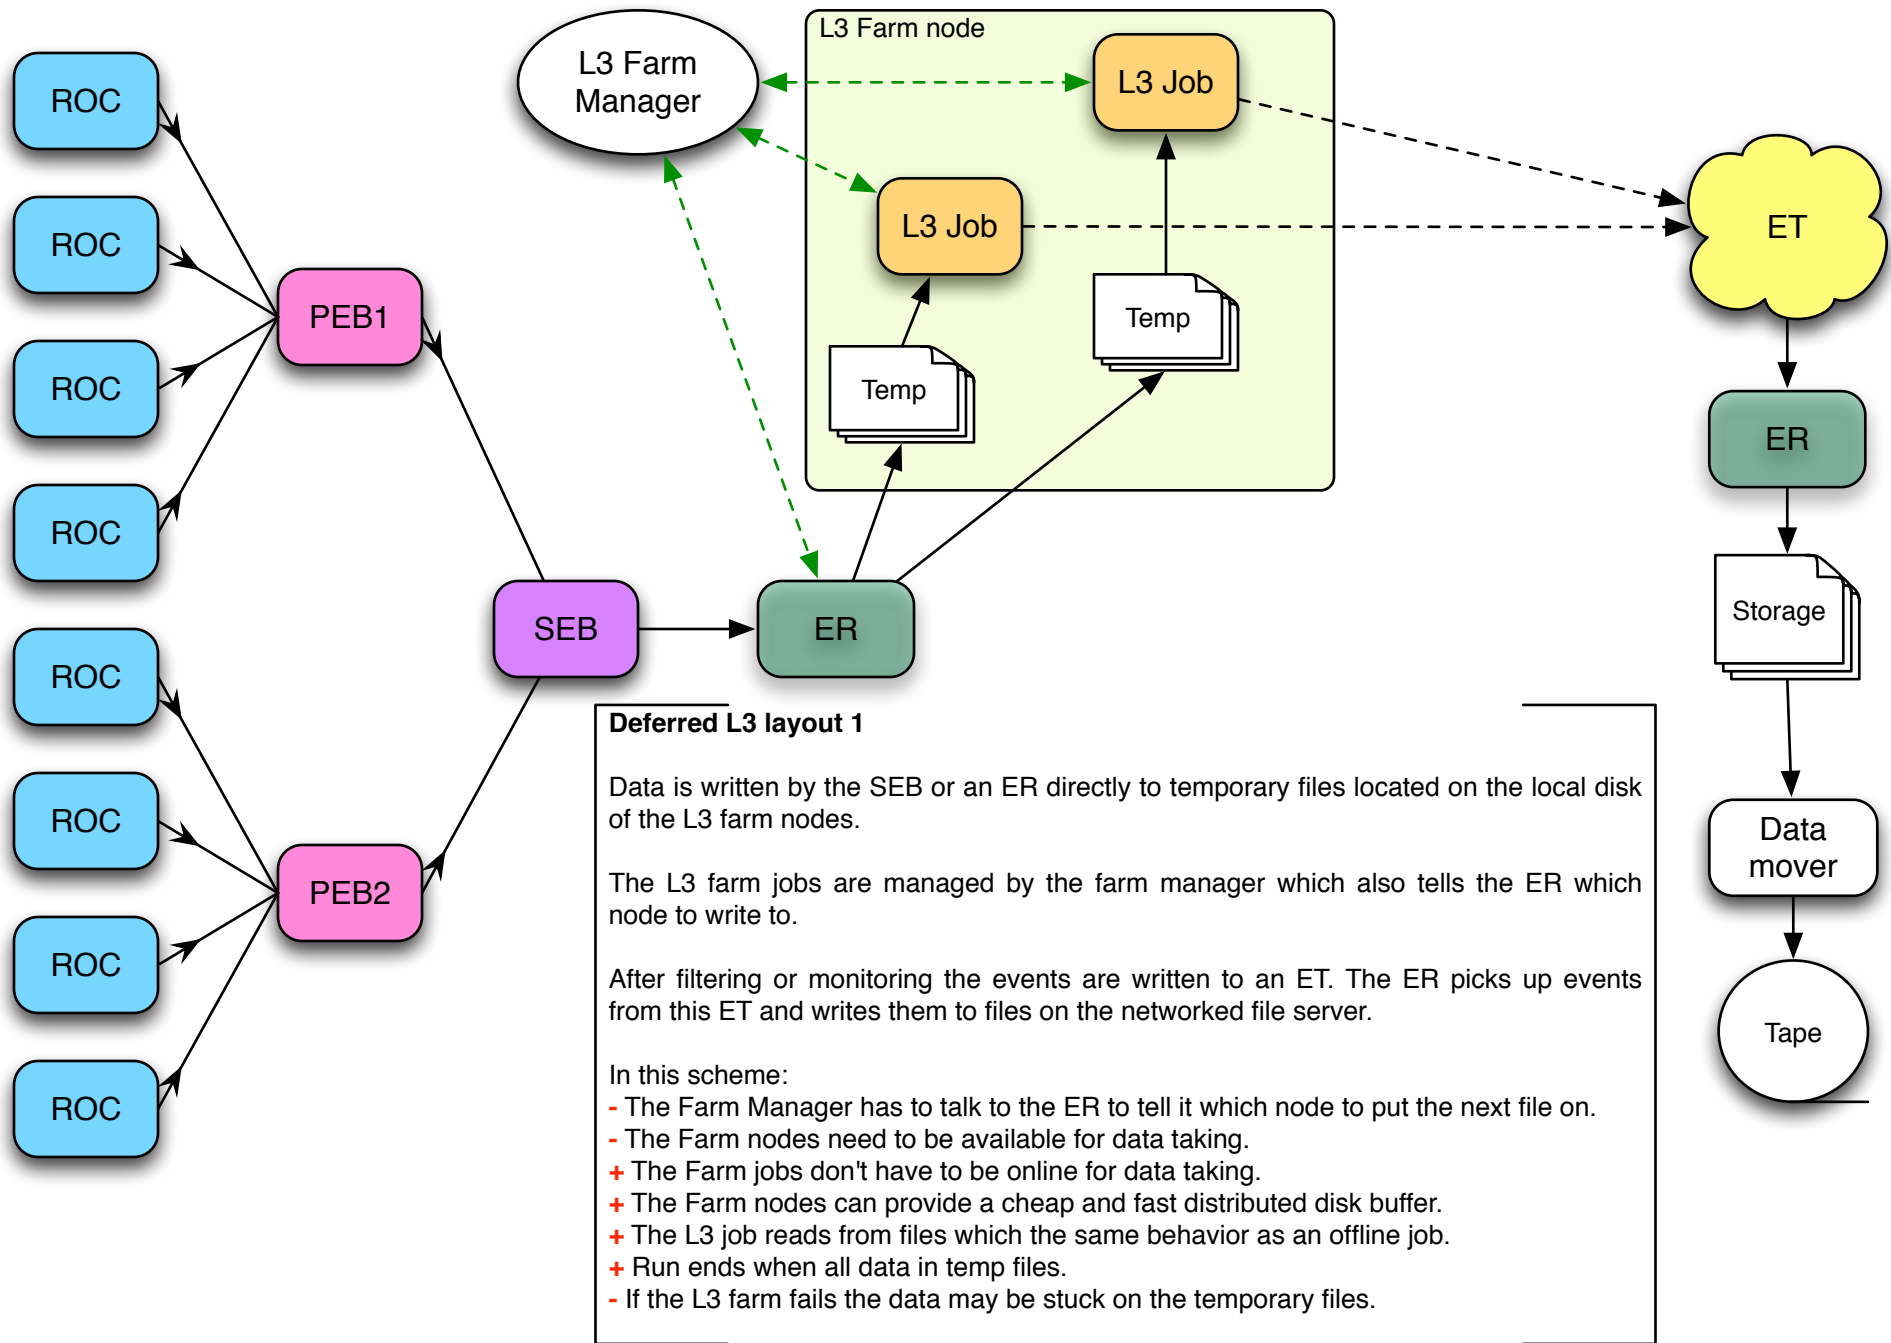 L3 Farm node
L3 Farm
Manager
L3 Job
L3 Job
Temp
Temp
ET
ER
Storage
Data
mover
Tape
ROC
ROC
ROC
ROC
ROC
ROC
ROC
ROC
PEB1
PEB2
SEB
ER
Deferred L3 layout 1
Data is written by the SEB or an ER directly to temporary files located on the local disk
of the L3 farm nodes.
The L3 farm jobs are managed by the farm manager which also tells the ER which
node to write to.
After filtering or monitoring the events are written to an ET. The ER picks up events
from this ET and writes them to files on the networked file server.
In this scheme:
- The Farm Manager has to talk to the ER to tell it which node to put the next file on.
- The Farm nodes need to be available for data taking.
+ The Farm jobs don't have to be online for data taking.
+ The Farm nodes can provide a cheap and fast distributed disk buffer.
+ The L3 job reads from files which the same behavior as an offline job.
+ Run ends when all data in temp files.
- If the L3 farm fails the data may be stuck on the temporary files.